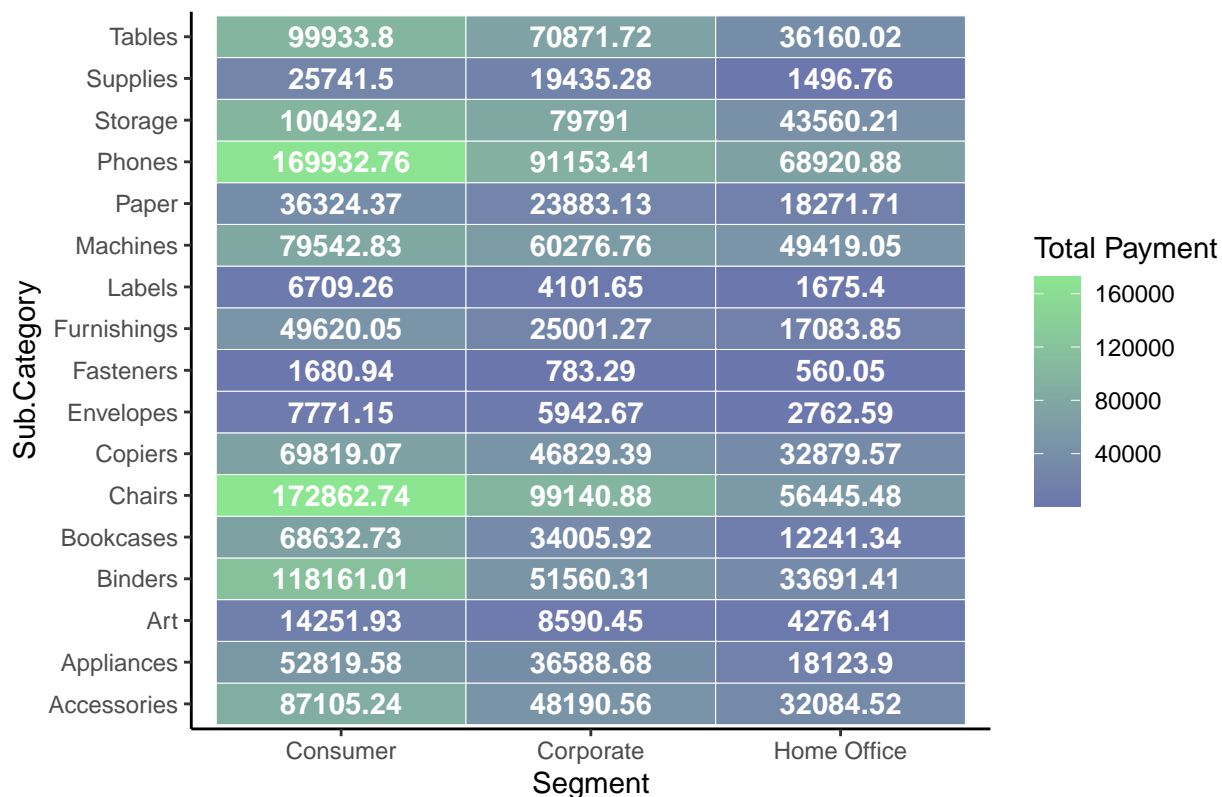 Tables 99933.8 70871.72 36160.02
Supplies 25741.5 19435.28 1496.76
Storage 100492.4 79791 43560.21
Phones 169932.76 91153.41 68920.88
Paper 36324.37 23883.13 18271.71
Machines 79542.83 60276.76 49419.05
Labels 6709.26 4101.65 1675.4
Furnishings 49620.05 25001.27 17083.85
Fasteners 1680.94 783.29 560.05
Envelopes 7771.15 5942.67 2762.59
Copiers 69819.07 46829.39 32879.57
Chairs 172862.74 99140.88 56445.48
Bookcases 68632.73 34005.92 12241.34
Binders 118161.01 51560.31 33691.41
Art 14251.93 8590.45 4276.41
Appliances 52819.58 36588.68 18123.9
Accessories 87105.24 48190.56 32084.52
Consumer Corporate Home Office
Segment
Sub.Category
Total Payment
160000
120000
80000
40000